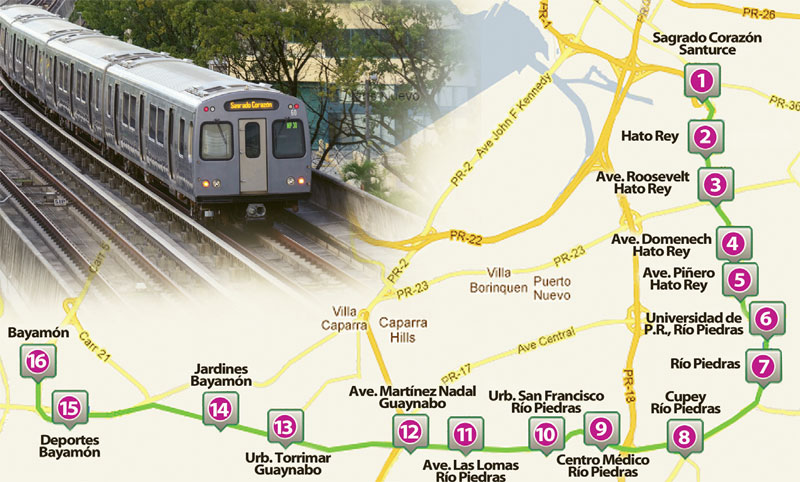 Sagrado Corazón
Nuevo
PR-1
PR-26
Sagrado Corazón
Santurce
1
PR-36
Ave John F Kennedy
PR-2
Hato Rey
2
Ave. Roosevelt
Hato Rey
3
PR-22
Ave. Domenech
Hato Rey
4
Carr 5
PR-2
PR-23
PR-23
Villa
Borinquen
Puerto
Nuevo
Ave. Piñero
Hato Rey
5
Villa
Caparra
Caparra
Hills
Universidad de
P.R., Río Piedras
6
Bayamón
16
Carr 21
Ave Central
Río Piedras
7
PR-17
PR-18
Jardines
Bayamón
14
Ave. Martínez Nadal
Guaynabo
12
Urb. San Francisco
Río Piedras
10
9
Cupey
Río Piedras
8
15
Deportes
Bayamón
13
Urb. Torrimar
Guaynabo
11
Ave. Las Lomas
Río Piedras
Centro Médico
Río Piedras